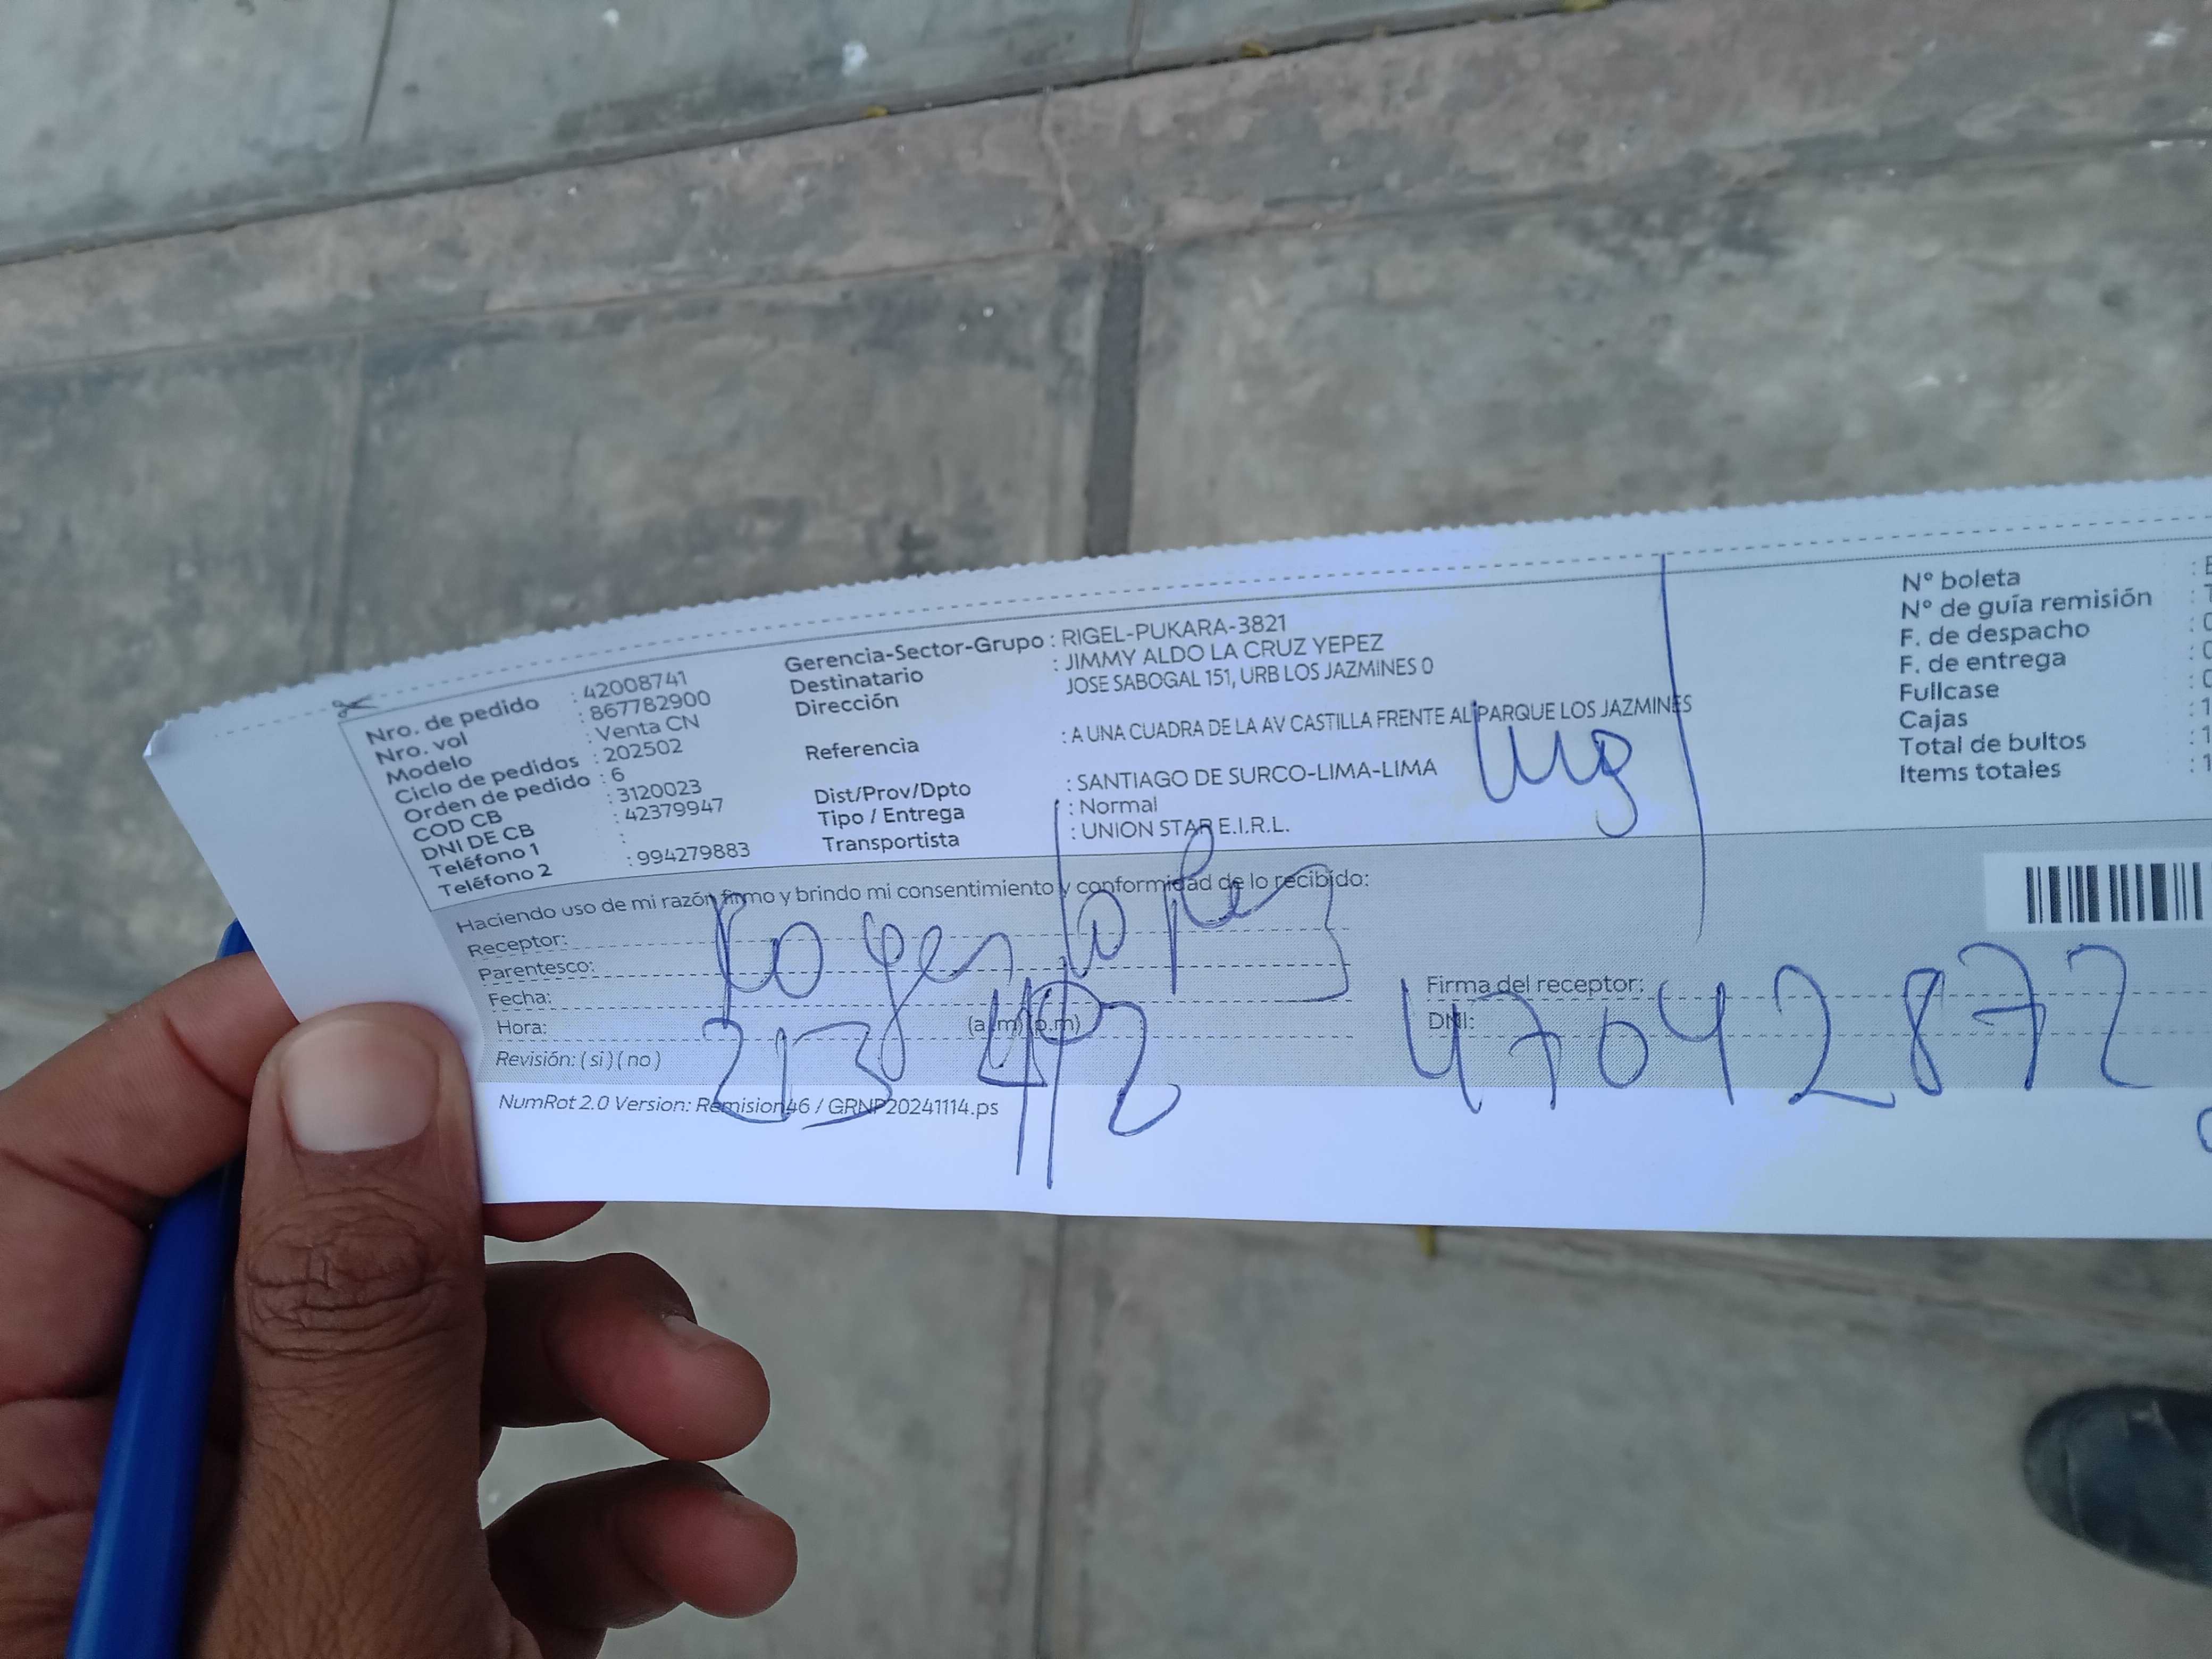 Nro. de pedido : 42008741
Nro. vol : 867782900
Modelo : Venta CN
Ciclo de pedidos : 202502
Orden de pedido : 6
COD CB : 3120023
DNI DE CB : 42379947
Teléfono 1 :
Teléfono 2 : 994279883
Gerencia-Sector-Grupo : RIGEL-PUKARA-3821
Destinatario : JIMMY ALDO LA CRUZ YEPEZ
Dirección JOSE SABOGAL 151, URB LOS JAZMINES 0
Referencia : A UNA CUADRA DE LA AV CASTILLA FRENTE AL PARQUE LOS JAZMINES
Dist/Prov/Dpto : SANTIAGO DE SURCO-LIMA-LIMA
Tipo / Entrega : Normal
Transportista : UNION STAR E.I.R.L.
N° boleta
N° de guía remisión
F. de despacho
F. de entrega
Fullcase
Cajas
Total de bultos : 1
Items totales : 1
Haciendo uso de mi razón firmo y brindo mi consentimiento y conformidad de lo recibido:
Receptor:
Parentesco:
Fecha:
Hora: (a.m) (p.m)
Revisión: ( si ) ( no )
Roger lopez
Firma del receptor:
DNI: 47042872
NumRot 2.0 Version: Remision46 / GRNP20241114.ps